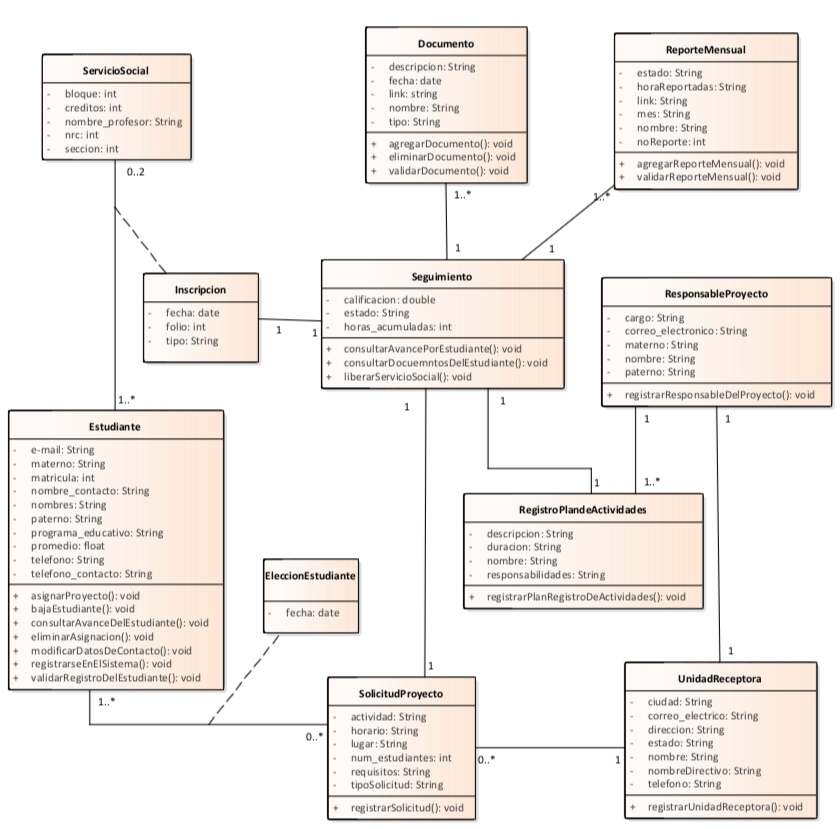 ServicioSocial
- bloque: int
- creditos: int
- nombre_profesor: String
- nrc: int
- seccion: int
0..2
Documento
- descripcion: String
- fecha: date
- link: string
- nombre: String
- tipo: String
+ agregarDocumento(): void
+ eliminarDocumento(): void
+ validarDocumento(): void
1..*
1
ReporteMensual
- estado: String
- horaReportadas: String
- link: String
- mes: String
- nombre: String
- noReporte: int
+ agregarReporteMensual(): void
+ validarReporteMensual(): void
1..*
1
Inscripcion
- fecha: date
- folio: int
- tipo: String
1
1
Seguimiento
- calificacion: double
- estado: String
- horas_acumuladas: int
+ consultarAvancePorEstudiante(): void
+ consultarDocuemntosDelEstudiante(): void
+ liberarServicioSocial(): void
1
1
ResponsableProyecto
- cargo: String
- correo_electronico: String
- materno: String
- nombre: String
- paterno: String
+ registrarResponsableDelProyecto(): void
1
1
1..*
Estudiante
- e-mail: String
- materno: String
- matricula: int
- nombre_contacto: String
- nombres: String
- paterno: String
- programa_educativo: String
- promedio: float
- telefono: String
- telefono_contacto: String
+ asignarProyecto(): void
+ bajaEstudiante(): void
+ consultarAvanceDelEstudiante(): void
+ eliminarAsignacion(): void
+ modificarDatosDeContacto(): void
+ registrarseEnElSistema(): void
+ validarRegistroDelEstudiante(): void
1..*
1
1..*
RegistroPlandeActividades
- descripcion: String
- duracion: String
- nombre: String
- responsabilidades: String
+ registrarPlanRegistroDeActividades(): void
EleccionEstudiante
- fecha: date
1
1
SolicitudProyecto
- actividad: String
- horario: String
- lugar: String
- num_estudiantes: int
- requisitos: String
- tipoSolicitud: String
+ registrarSolicitud(): void
0..*
0..*
1
UnidadReceptora
- ciudad: String
- correo_electrico: String
- direccion: String
- estado: String
- nombre: String
- nombreDirectivo: String
- telefono: String
+ registrarUnidadReceptora(): void